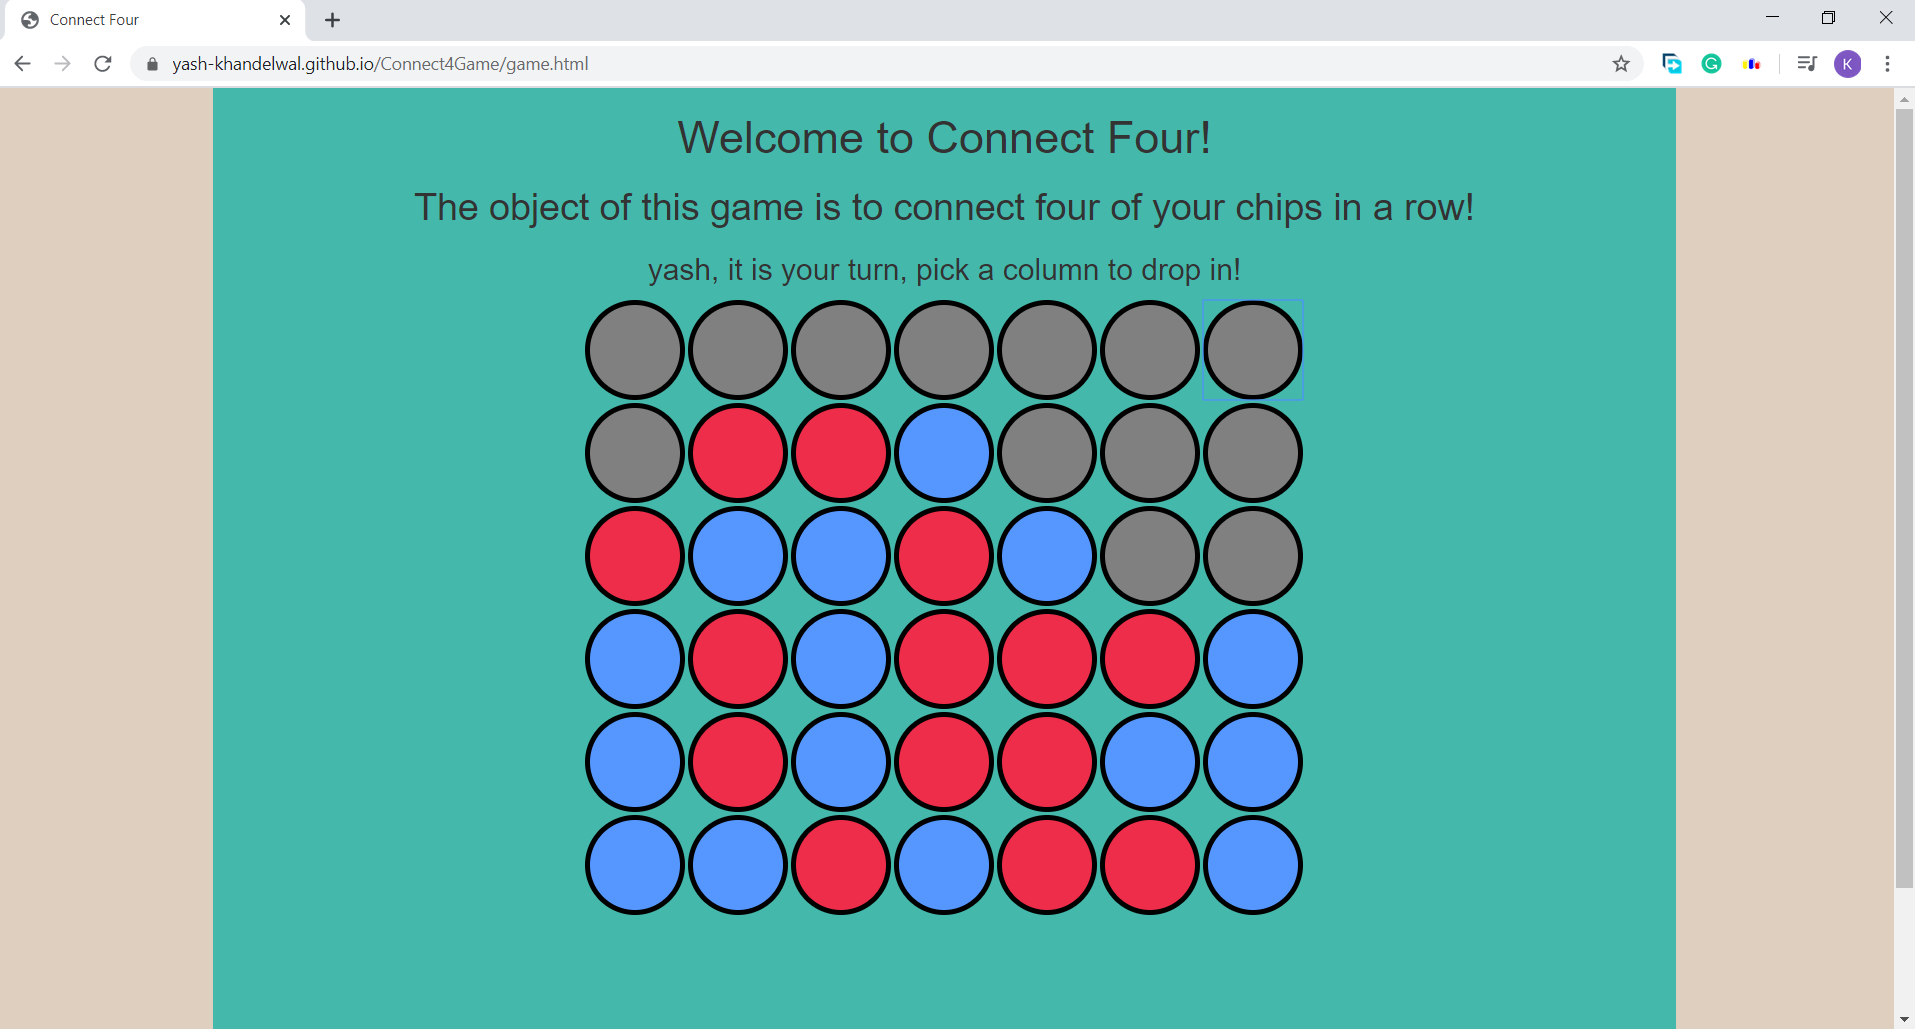 Connect Four
yash-khandelwal.github.io/Connect4Game/game.html
K
Welcome to Connect Four!
The object of this game is to connect four of your chips in a row!
yash, it is your turn, pick a column to drop in!